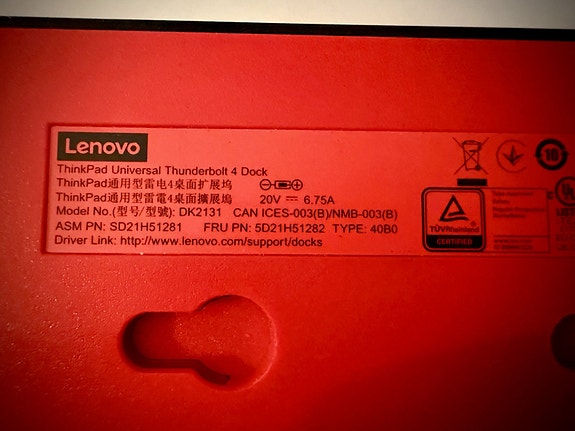 Lenovo
ThinkPad Universal Thunderbolt 4 Dock
ThinkPad通用型雷电4桌面扩展坞
ThinkPad通用型雷電4桌面擴展塢 20V 6.75A
Model No.(型号/型號): DK2131 CAN ICES-003(B)/NMB-003(B)
ASM PN: SD21H51281 FRU PN: 5D21H51282 TYPE: 40B0
Driver Link: http://www.lenovo.com/support/docks
10
TÜVRheinland
CERTIFIED